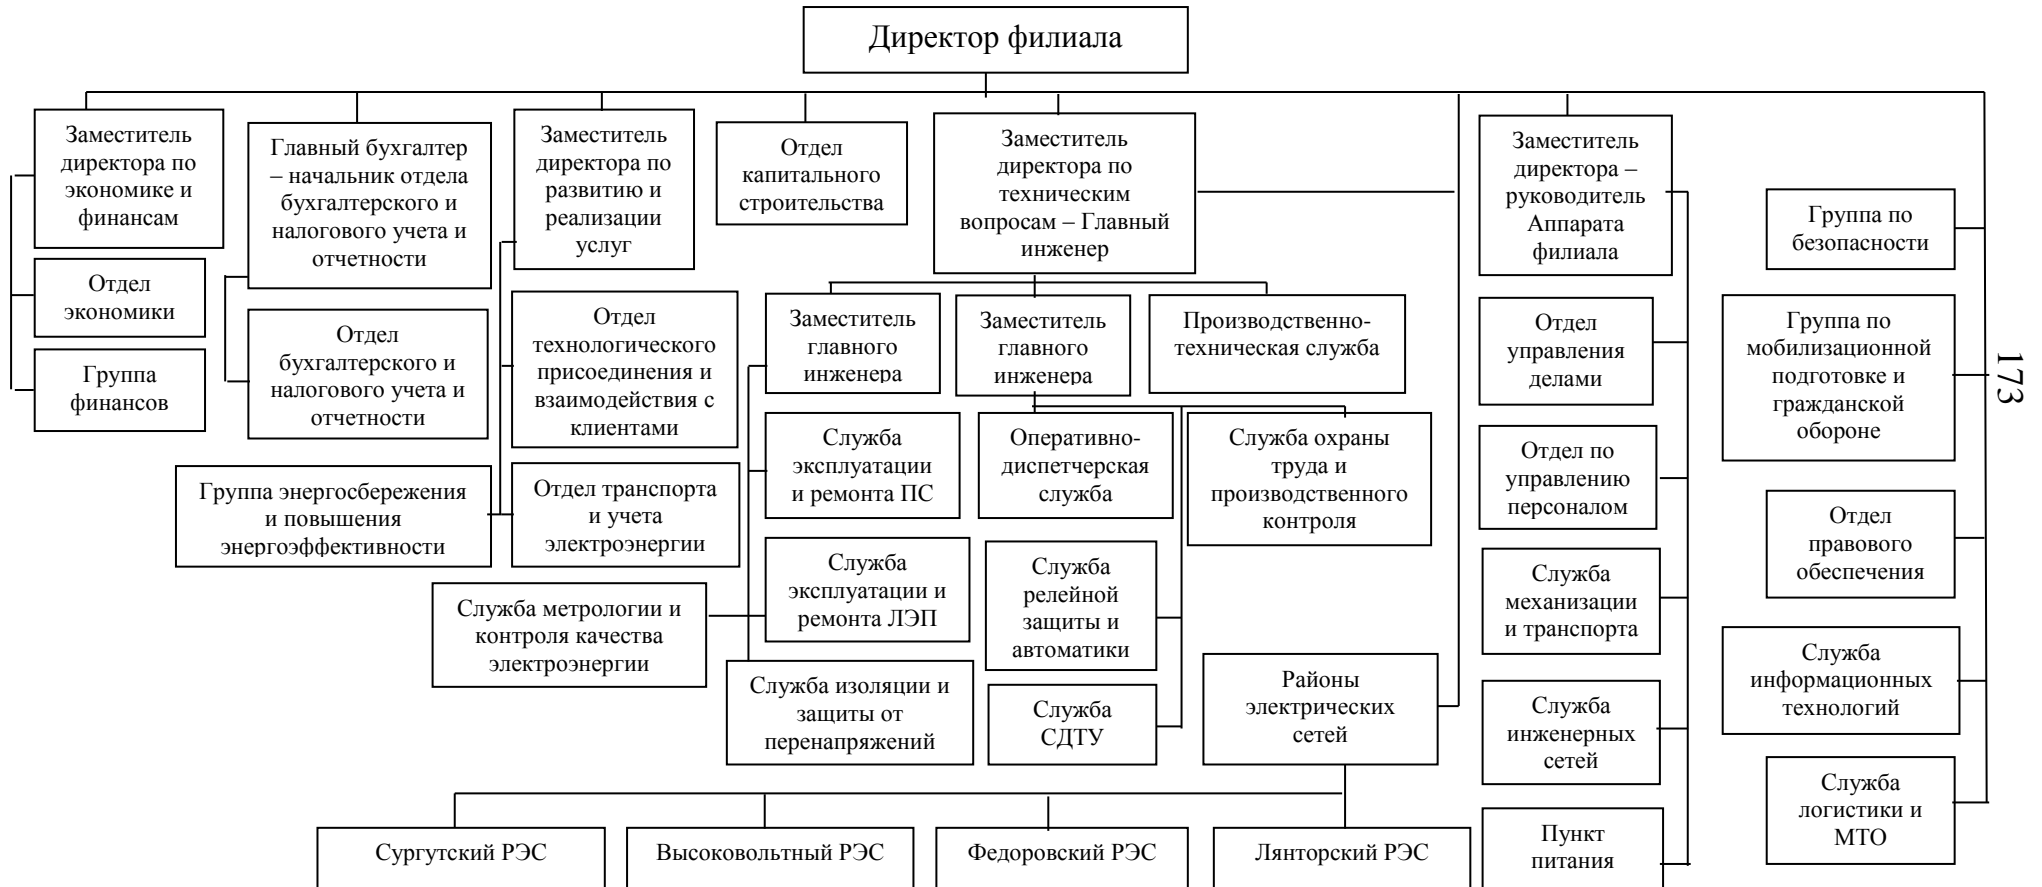 Директор филиала
Заместитель
директора по
экономике и
финансам
Отдел
экономики
Группа
финансов
Главный бухгалтер
– начальник отдела
бухгалтерского и
налогового учета и
отчетности
Отдел
бухгалтерского и
налогового учета и
отчетности
Заместитель
директора по
развитию и
реализации
услуг
Отдел
технологического
присоединения и
взаимодействия с
клиентами
Группа энергосбережения
и повышения
энергоэффективности
Отдел транспорта
и учета
электроэнергии
Отдел
капитального
строительства
Заместитель
директора по
техническим
вопросам – Главный
инженер
Заместитель
главного
инженера
Заместитель
главного
инженера
Производственно-
техническая служба
Служба
эксплуатации
и ремонта ПС
Служба
эксплуатации и
ремонта ЛЭП
Служба метрологии и
контроля качества
электроэнергии
Служба изоляции и
защиты от
перенапряжений
Оперативно-
диспетчерская
служба
Служба охраны
труда и
производственного
контроля
Служба
релейной
защиты и
автоматики
Служба
СДТУ
Районы
электрических
сетей
Сургутский РЭС
Высоковольтный РЭС
Федоровский РЭС
Лянторский РЭС
Заместитель
директора –
руководитель
Аппарата
филиала
Отдел
управления
делами
Отдел по
управлению
персоналом
Служба
механизации
и транспорта
Служба
инженерных
сетей
Пункт
питания
Группа по
безопасности
Группа по
мобилизационной
подготовке и
гражданской
обороне
Отдел
правового
обеспечения
Служба
информационных
технологий
Служба
логистики и
МТО
173